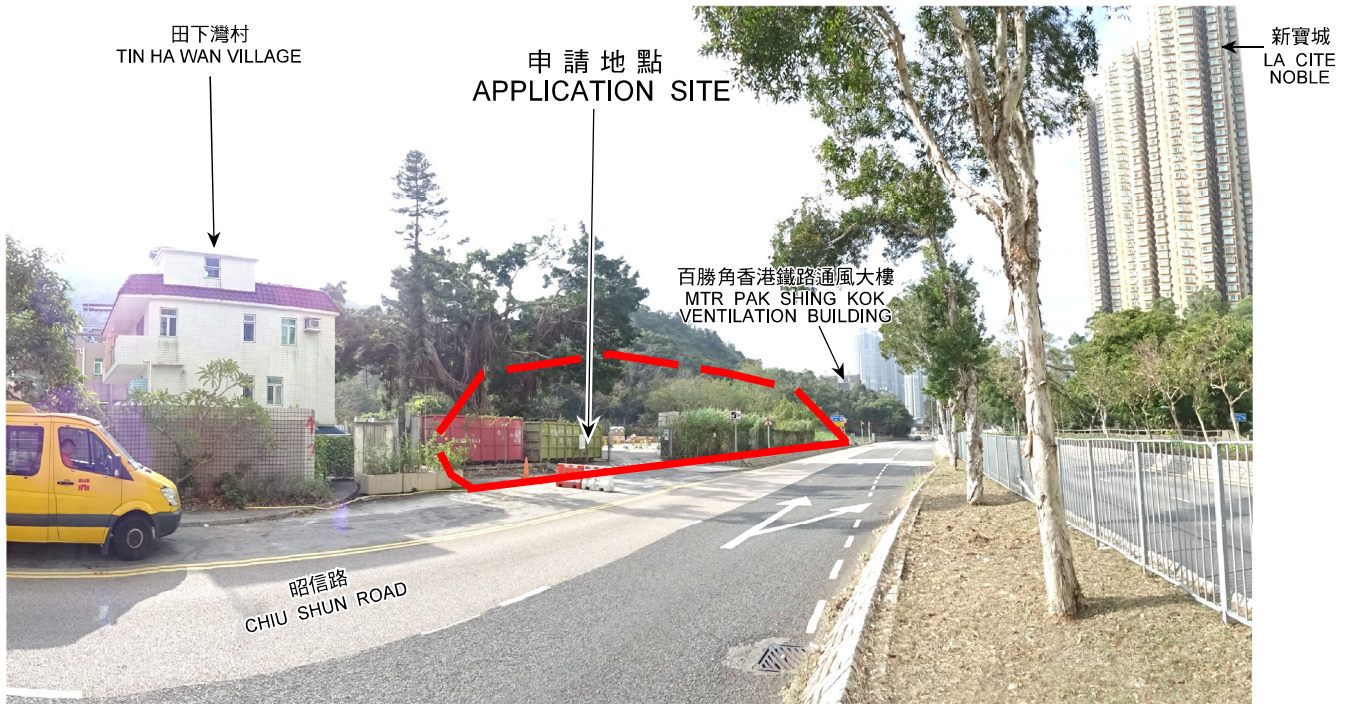 田下灣村
TIN HA WAN VILLAGE
申請地點
APPLICATION SITE
新寶城
LA CITE
NOBLE
百勝角香港鐵路通風大樓
MTR PAK SHING KOK
VENTILATION BUILDING
昭信路
CHIU SHUN ROAD